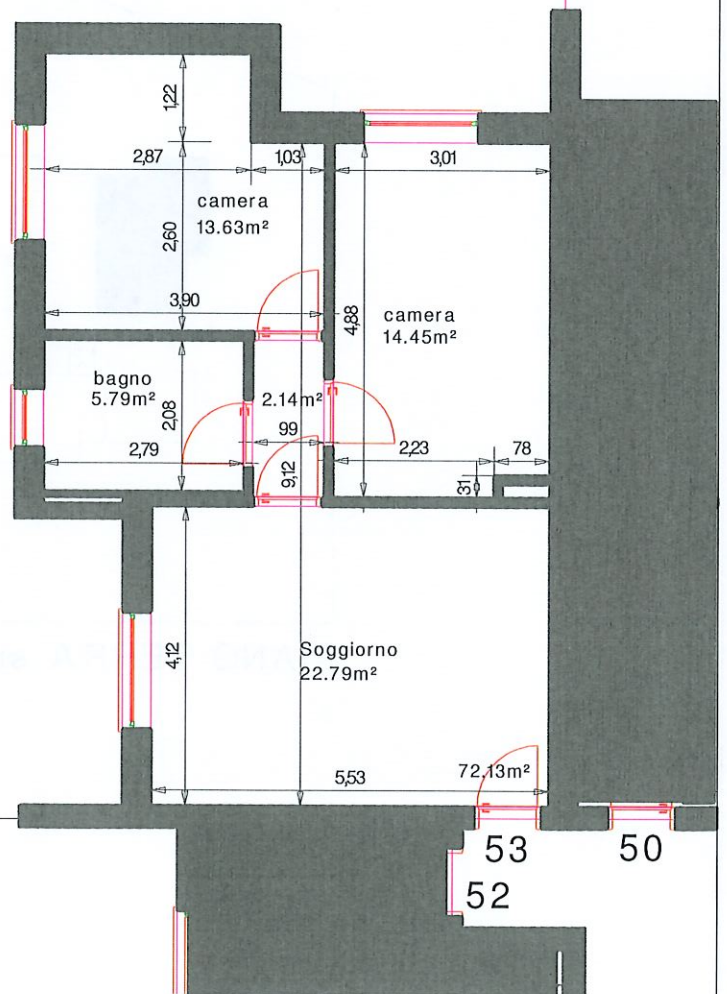 1,22
2,87
1,03
3,01
camera
13.63m²
2,60
3,90
4,88
camera
14.45m²
bagno
5.79m²
2,08
2.14m²
99
2,79
9,12
2,23
78
31
4,12
Soggiorno
22.79m²
5,53
72,13m²
53
50
52